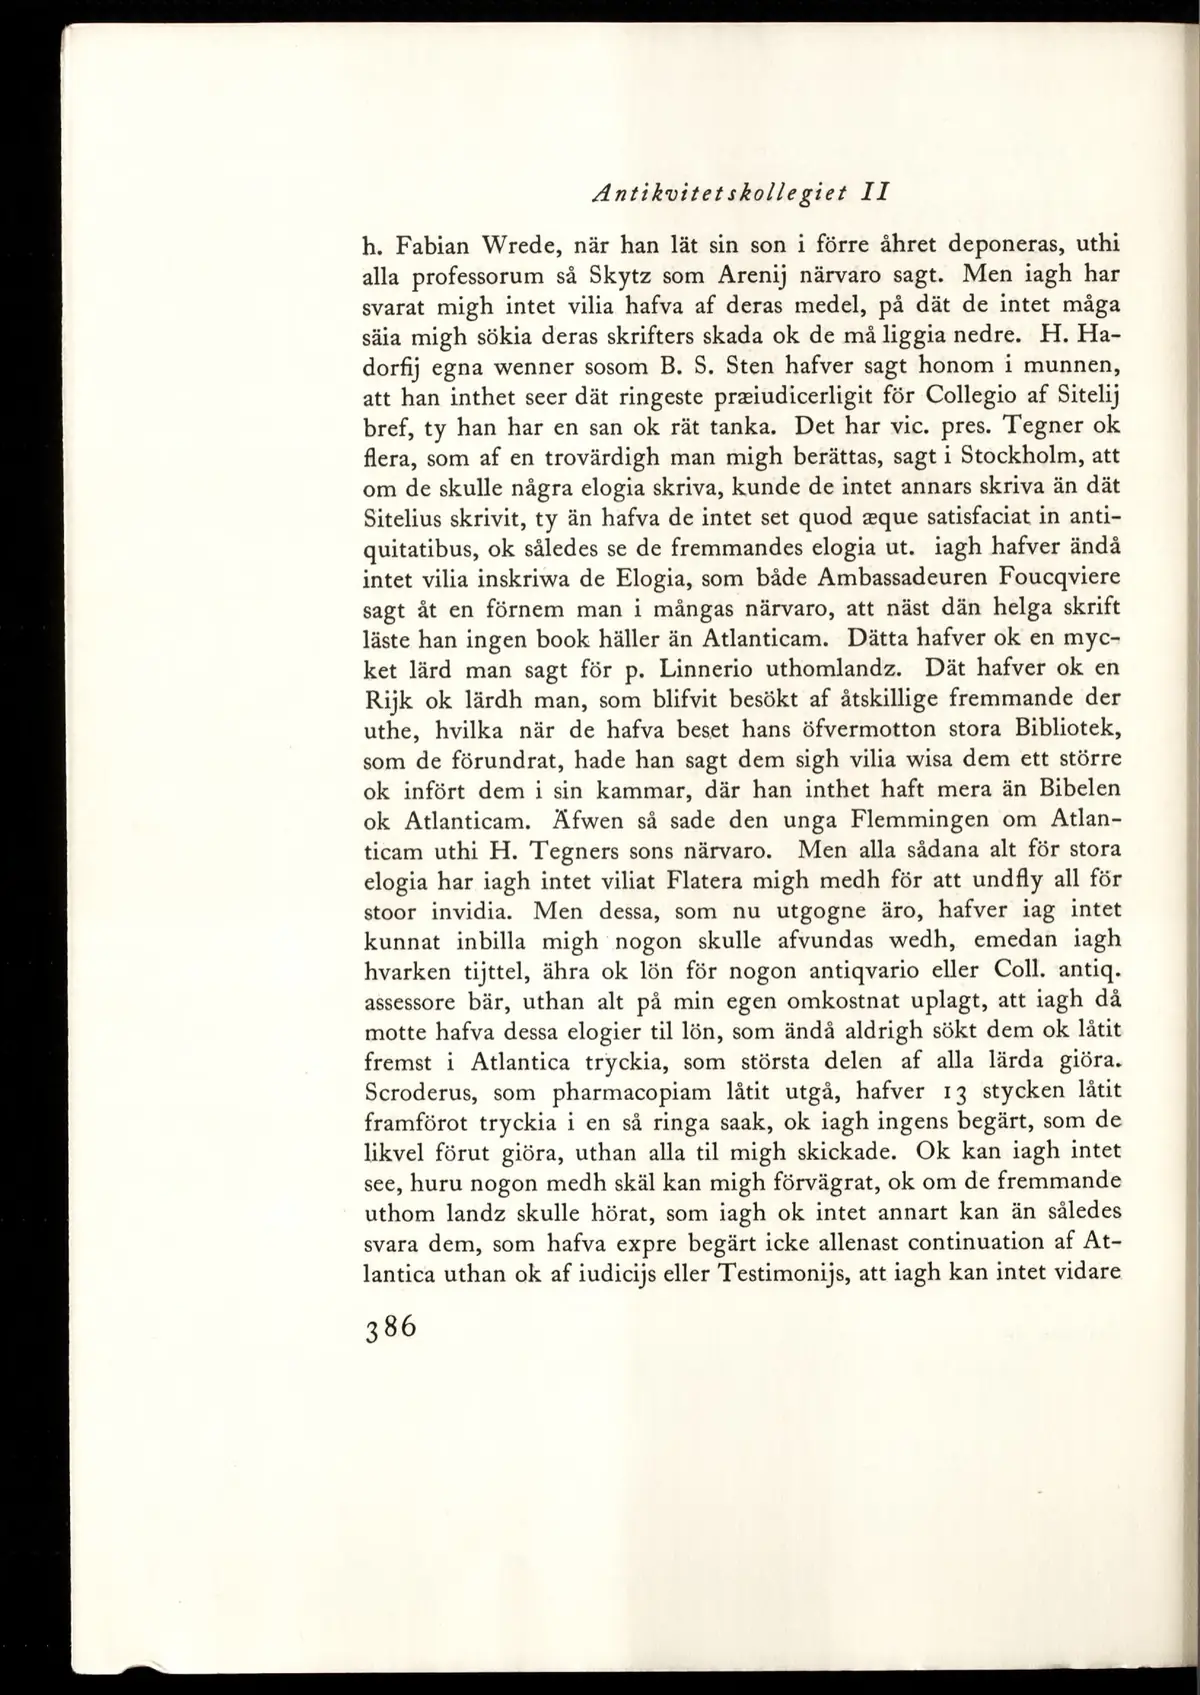 Antikvitetskollegiet II
h. Fabian Wrede, när han lät sin son i förre åhret deponeras, uthi
alla professorum så Skytz som Arenij närvaro sagt. Men iagh har
svarat migh intet vilia hafva af deras medel, på dät de intet måga
säia migh sökia deras skrifters skada ok de må liggia nedre. H. Ha-
dorfij egna wenner sosom B. S. Sten hafver sagt honom i munnen,
att han inthet seer dät ringeste præiudicerligit för Collegio af Sitelij
bref, ty han har en san ok rät tanka. Det har vic. pres. Tegner ok
flera, som af en trovärdigh man migh berättas, sagt i Stockholm, att
om de skulle några elogia skriva, kunde de intet annars skriva än dät
Sitelius skrivit, ty än hafva de intet set quod æque satisfaciat in anti-
quitatibus, ok således se de fremmandes elogia ut. iagh hafver ändå
intet vilia inskriwa de Elogia, som både Ambassadeuren Foucqviere
sagt åt en förnem man i mångas närvaro, att näst dän helga skrift
läste han ingen book häller än Atlanticam. Dätta hafver ok en myc-
ket lärd man sagt för p. Linnerio uthomlandz. Dät hafver ok en
Rijk ok lärdh man, som blifvit besökt af åtskillige fremmande der
uthe, hvilka när de hafva beset hans öfvermotton stora Bibliotek,
som de förundrat, hade han sagt dem sigh vilia wisa dem ett större
ok infört dem i sin kammar, där han inthet haft mera än Bibelen
ok Atlanticam. Äfwen så sade den unga Flemmingen om Atlan-
ticam uthi H. Tegners sons närvaro. Men alla sådana alt för stora
elogia har iagh intet viliat Flatera migh medh för att undfly all för
stoor invidia. Men dessa, som nu utgogne äro, hafver iag intet
kunnat inbilla migh nogon skulle afvundas wedh, emedan iagh
hvarken tijttel, ähra ok lön för nogon antiqvario eller Coll. antiq.
assessore bär, uthan alt på min egen omkostnat uplagt, att iagh då
motte hafva dessa elogier til lön, som ändå aldrigh sökt dem ok låtit
fremst i Atlantica tryckia, som största delen af alla lärda giöra.
Scroderus, som pharmacopiam låtit utgå, hafver 13 stycken låtit
framförot tryckia i en så ringa saak, ok iagh ingens begärt, som de
likvel förut giöra, uthan alla til migh skickade. Ok kan iagh intet
see, huru nogon medh skäl kan migh förvägrat, ok om de fremmande
uthom landz skulle hörat, som iagh ok intet annart kan än således
svara dem, som hafva expre begärt icke allenast continuation af At-
lantica uthan ok af iudicijs eller Testimonijs, att iagh kan intet vidare
386